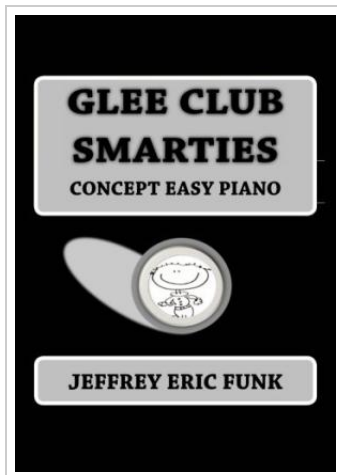 GLEE CLUB
SMARTIES
CONCEPT EASY PIANO
JEFFREY ERIC FUNK